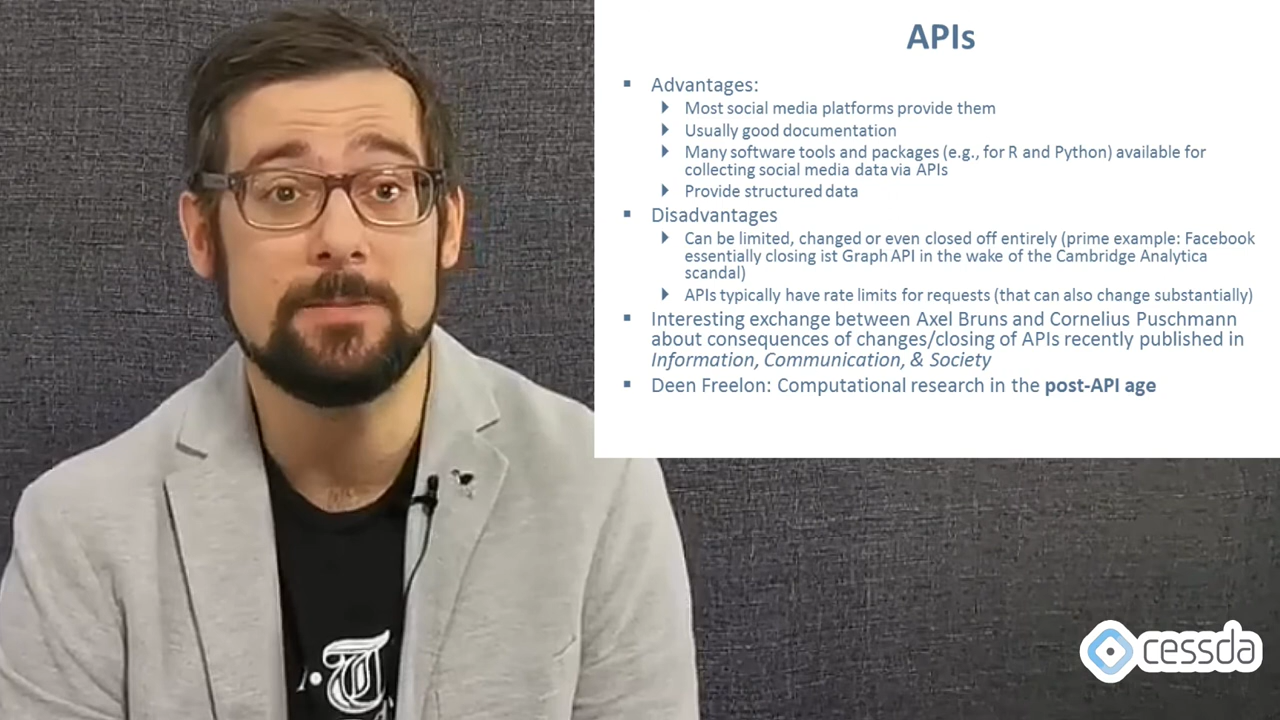 APIs
Advantages:
Most social media platforms provide them
Usually good documentation
Many software tools and packages (e.g., for R and Python) available for
collecting social media data via APIs
Provide structured data
Disadvantages
Can be limited, changed or even closed off entirely (prime example: Facebook
essentially closing ist Graph API in the wake of the Cambridge Analytica
scandal)
APIs typically have rate limits for requests (that can also change substantially)
Interesting exchange between Axel Bruns and Cornelius Puschmann
about consequences of changes/closing of APIs recently published in
Information, Communication, & Society
Deen Freelon: Computational research in the post-API age
cessda